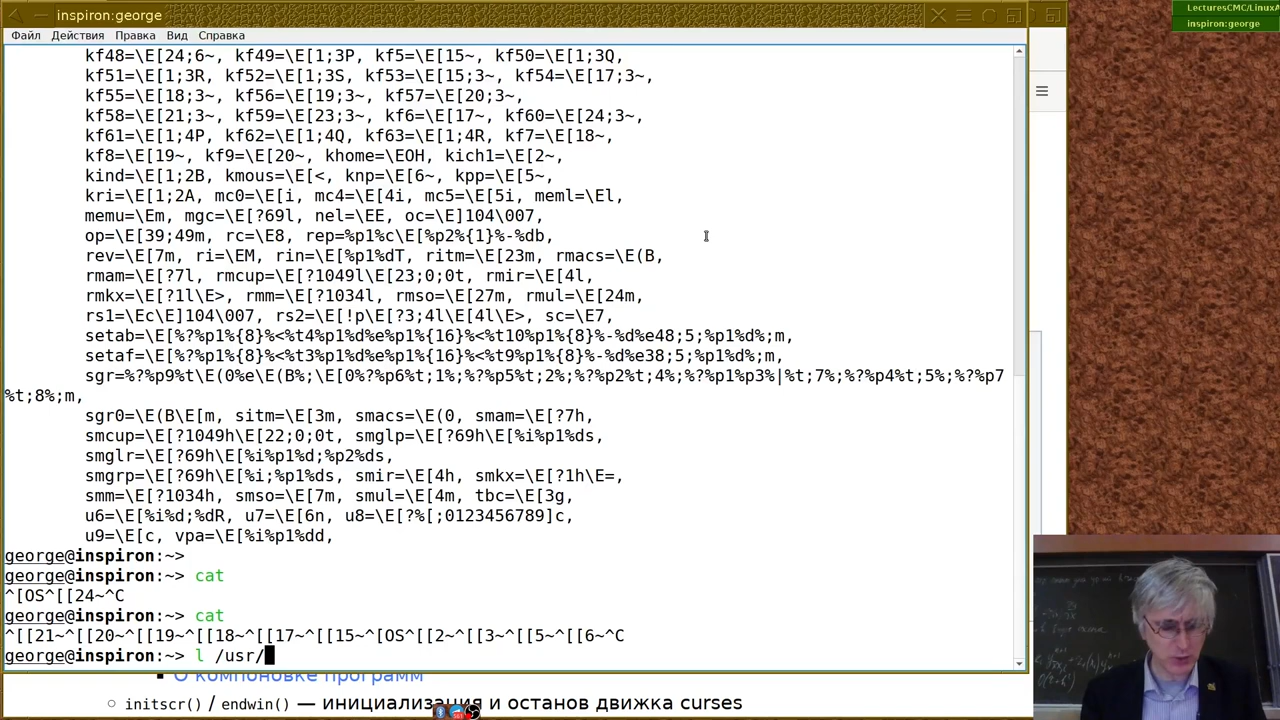 LecturesCMC/LinuxA
inspiron:george
inspiron:george
Файл Действия Правка Вид Справка
kf48=\E[24;6~, kf49=\E[1;3P, kf5=\E[15~, kf50=\E[1;3Q,
kf51=\E[1;3R, kf52=\E[1;3S, kf53=\E[15;3~, kf54=\E[17;3~,
kf55=\E[18;3~, kf56=\E[19;3~, kf57=\E[20;3~,
kf58=\E[21;3~, kf59=\E[23;3~, kf6=\E[17~, kf60=\E[24;3~,
kf61=\E[1;4P, kf62=\E[1;4Q, kf63=\E[1;4R, kf7=\E[18~,
kf8=\E[19~, kf9=\E[20~, khome=\EOH, kich1=\E[2~,
kind=\E[1;2B, kmous=\E[<, knp=\E[6~, kpp=\E[5~,
kri=\E[1;2A, mc0=\E[i, mc4=\E[4i, mc5=\E[5i, meml=\El,
memu=\Em, mgc=\E[?69l, nel=\EE, oc=\E]104\007,
op=\E[39;49m, rc=\E8, rep=%p1%c\E[%p2%{1}%-%db,
rev=\E[7m, ri=\EM, rin=\E[%p1%dT, ritm=\E[23m, rmacs=\E(B,
rmam=\E[?7l, rmcup=\E[?1049l\E[23;0;0t, rmir=\E[4l,
rmkx=\E[?1l\E>, rmm=\E[?1034l, rmso=\E[27m, rmul=\E[24m,
rs1=\Ec\E]104\007, rs2=\E[!p\E[?3;4l\E[4l\E>, sc=\E7,
setab=\E[%?%p1%{8}%<%t4%p1%d%e%p1%{16}%<%t10%p1%{8}%-%d%e48;5;%p1%d%;m,
setaf=\E[%?%p1%{8}%<%t3%p1%d%e%p1%{16}%<%t9%p1%{8}%-%d%e38;5;%p1%d%;m,
sgr=%?%p9%t\E(0%e\E(B%;\E[0%?%p6%t;1%;%?%p5%t;2%;%?%p2%t;4%;%?%p1%p3%|%t;7%;%?%p4%t;5%;%?%p7
%t;8%;m,
sgr0=\E(B\E[m, sitm=\E[3m, smacs=\E(0, smam=\E[?7h,
smcup=\E[?1049h\E[22;0;0t, smglp=\E[?69h\E[%i%p1%ds,
smglr=\E[?69h\E[%i%p1%d;%p2%ds,
smgrp=\E[?69h\E[%i;%p1%ds, smir=\E[4h, smkx=\E[?1h\E=,
smm=\E[?1034h, smso=\E[7m, smul=\E[4m, tbc=\E[3g,
u6=\E[%i%d;%dR, u7=\E[6n, u8=\E[?%[;0123456789]c,
u9=\E[c, vpa=\E[%i%p1%dd,
george@inspiron:~>
george@inspiron:~> cat
^[OS^[[24~^C
george@inspiron:~> cat
^[[21~^[[20~^[[19~^[[18~^[[17~^[[15~^[OS^[[2~^[[3~^[[5~^[[6~^C
george@inspiron:~> l /usr/
О компоновке программ
initscr() / endwin() — инициализация и останов движка curses